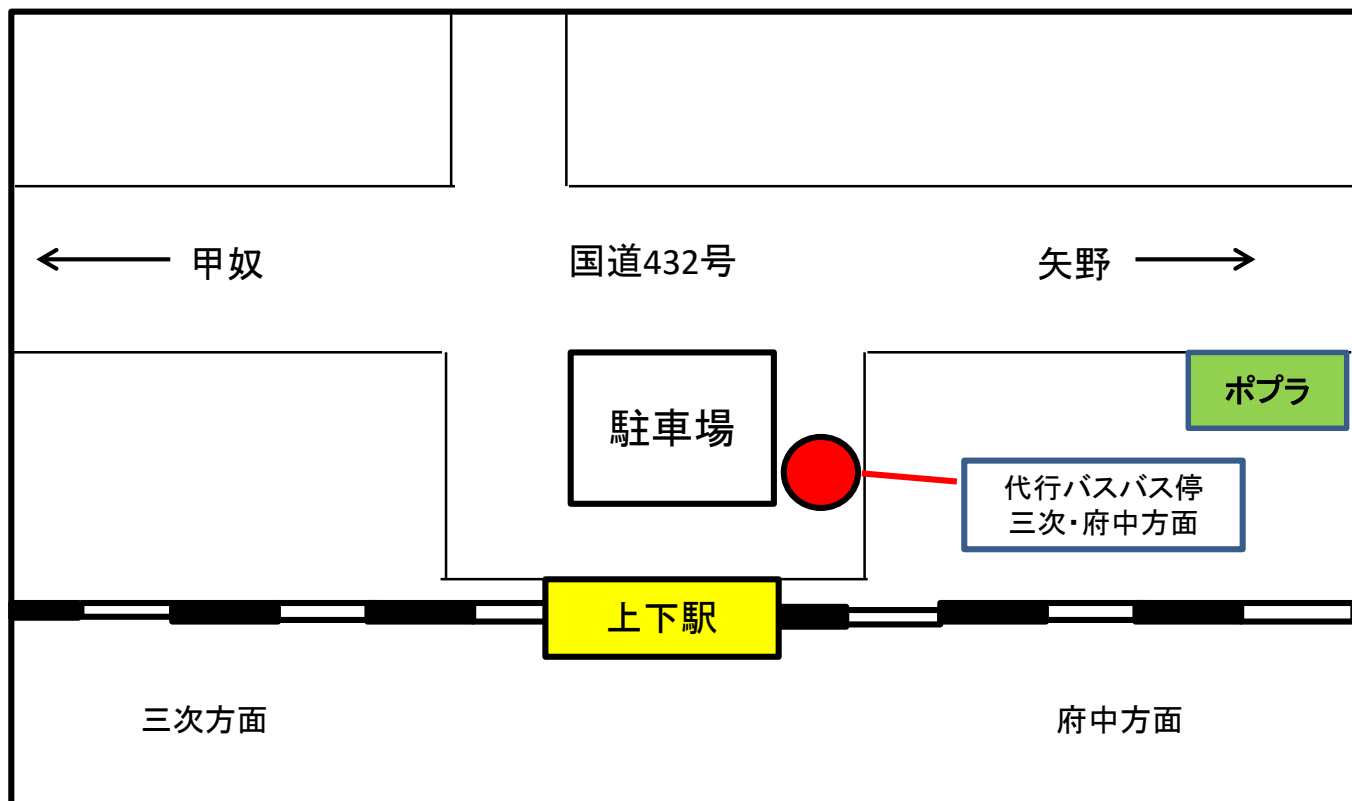 甲奴
国道432号
矢野
駐車場
ポプラ
代行バスバス停
三次・府中方面
上下駅
三次方面
府中方面